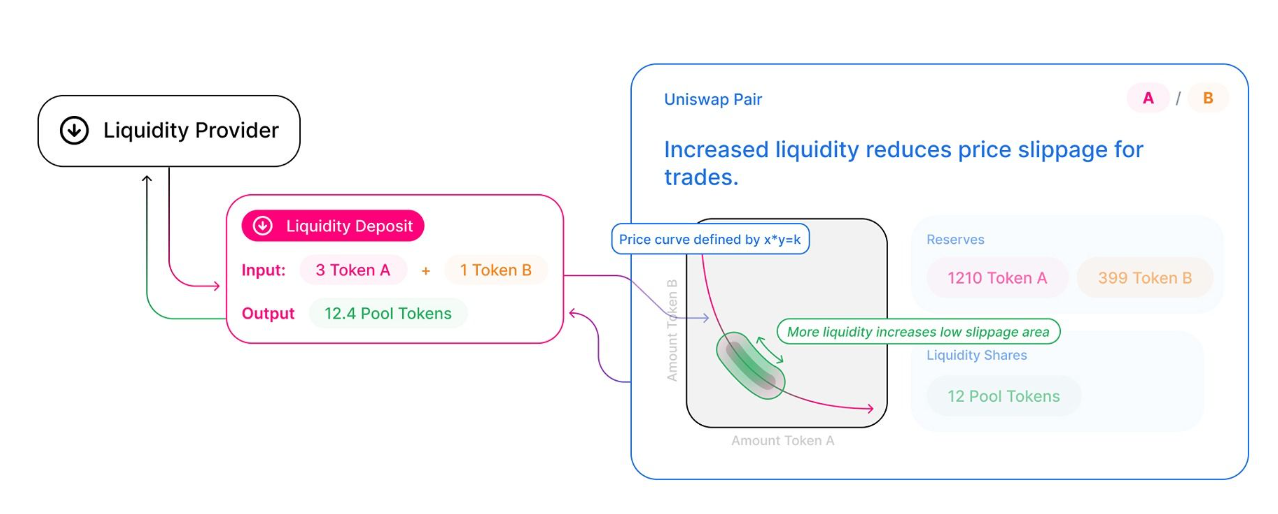 Liquidity Provider
Liquidity Deposit
Input: 3 Token A + 1 Token B
Output 12.4 Pool Tokens
Uniswap Pair
A / B
Increased liquidity reduces price slippage for
trades.
Price curve defined by x*y=k
Amount Token B
Amount Token A
More liquidity increases low slippage area
Reserves
1210 Token A 399 Token B
Liquidity Shares
12 Pool Tokens